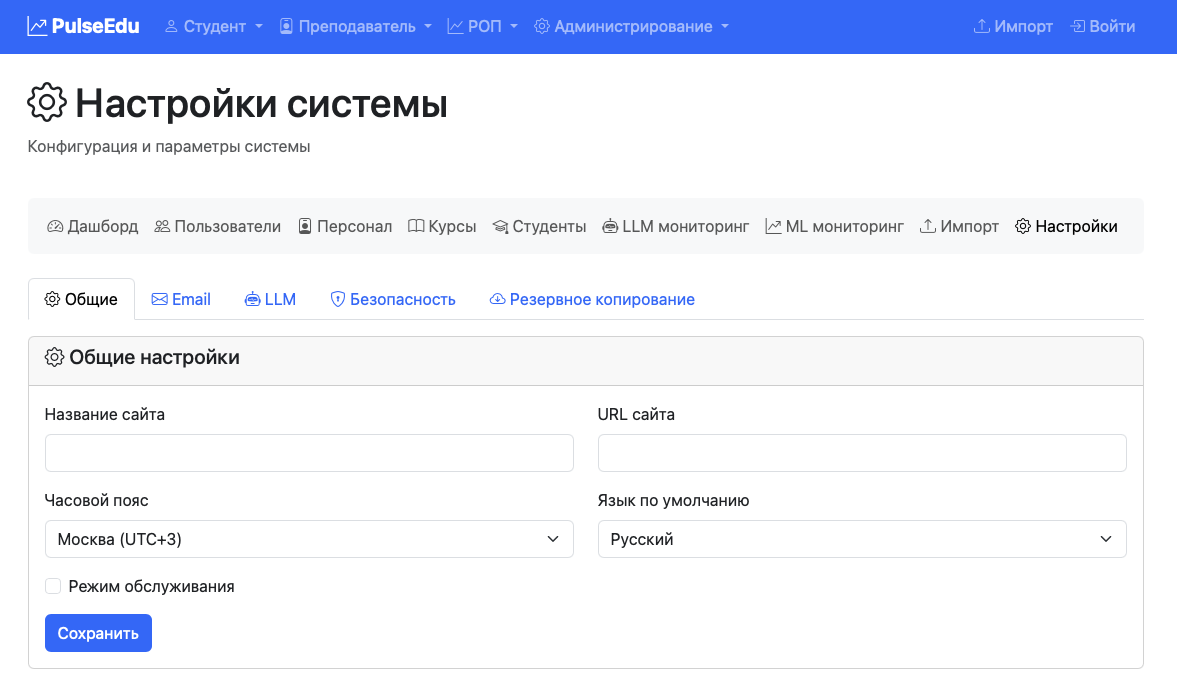 PulseEdu Студент Преподаватель РОП Администрирование Импорт Войти
Настройки системы
Конфигурация и параметры системы
Дашборд Пользователи Персонал Курсы Студенты LLM мониторинг ML мониторинг Импорт Настройки
Общие Email LLM Безопасность Резервное копирование
Общие настройки
Название сайта URL сайта
Часовой пояс Язык по умолчанию
Москва (UTC+3) Русский
Режим обслуживания
Сохранить